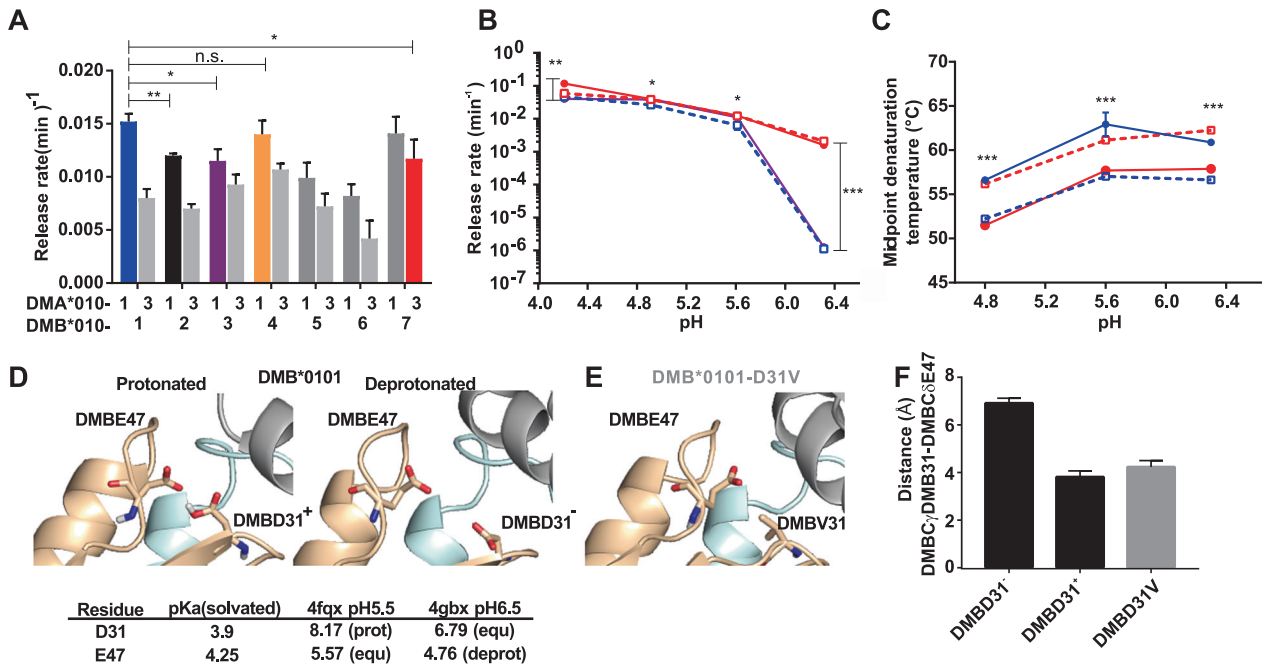 A
*
n.s.
*
**
0.020
0.015
0.010
0.005
0.000
Release rate(min)-1
DMA*010- 1 3 1 3 1 3 1 3 1 3 1 3 1 3
DMB*010- 1 2 3 4 5 6 7
B
10^0
10^-1
10^-2
10^-3
10^-4
10^-5
10^-6
10^-7
Release rate (min-1)
** * * ***
4.0 4.4 4.8 5.2 5.6 6.0 6.4
pH
C
70
65
60
55
50
45
Midpoint denaturation
temperature (°C)
*** *** ***
4.8 5.2 5.6 6.0 6.4
pH
D
DMB*0101
Protonated Deprotonated
DMBE47 DMBE47
DMBD31+ DMBD31-
Residue pKa(solvated) 4fqx pH5.5 4gbx pH6.5
D31 3.9 8.17 (prot) 6.79 (equ)
E47 4.25 5.57 (equ) 4.76 (deprot)
E
DMB*0101-D31V
DMBE47
DMBV31
F
8
6
4
2
0
Distance (Å)
DMBCγDMB31-DMBCδE47
DMBD31- DMBD31+ DMBD31V